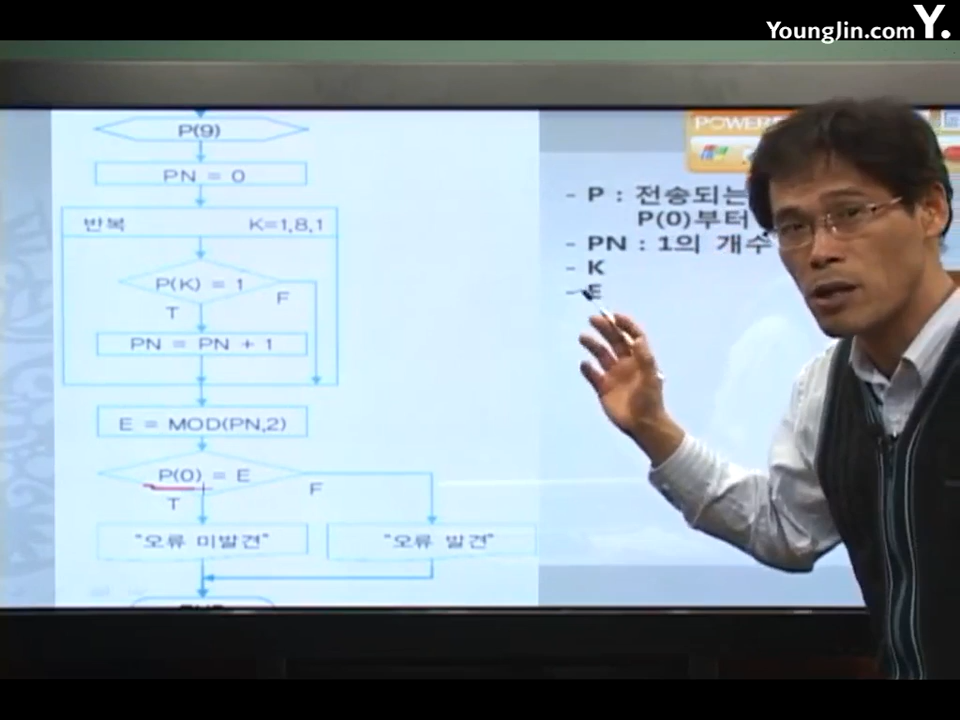 YoungJin.com Y.
P(9)
PN = 0
반복 K=1,8,1
P(K) = 1
F
T
PN = PN + 1
E = MOD(PN,2)
P(0) = E
F
T
"오류 미발견"
"오류 발견"
POWER
- P : 전송되는
P(0)부터
- PN : 1의 개수
- K
- E